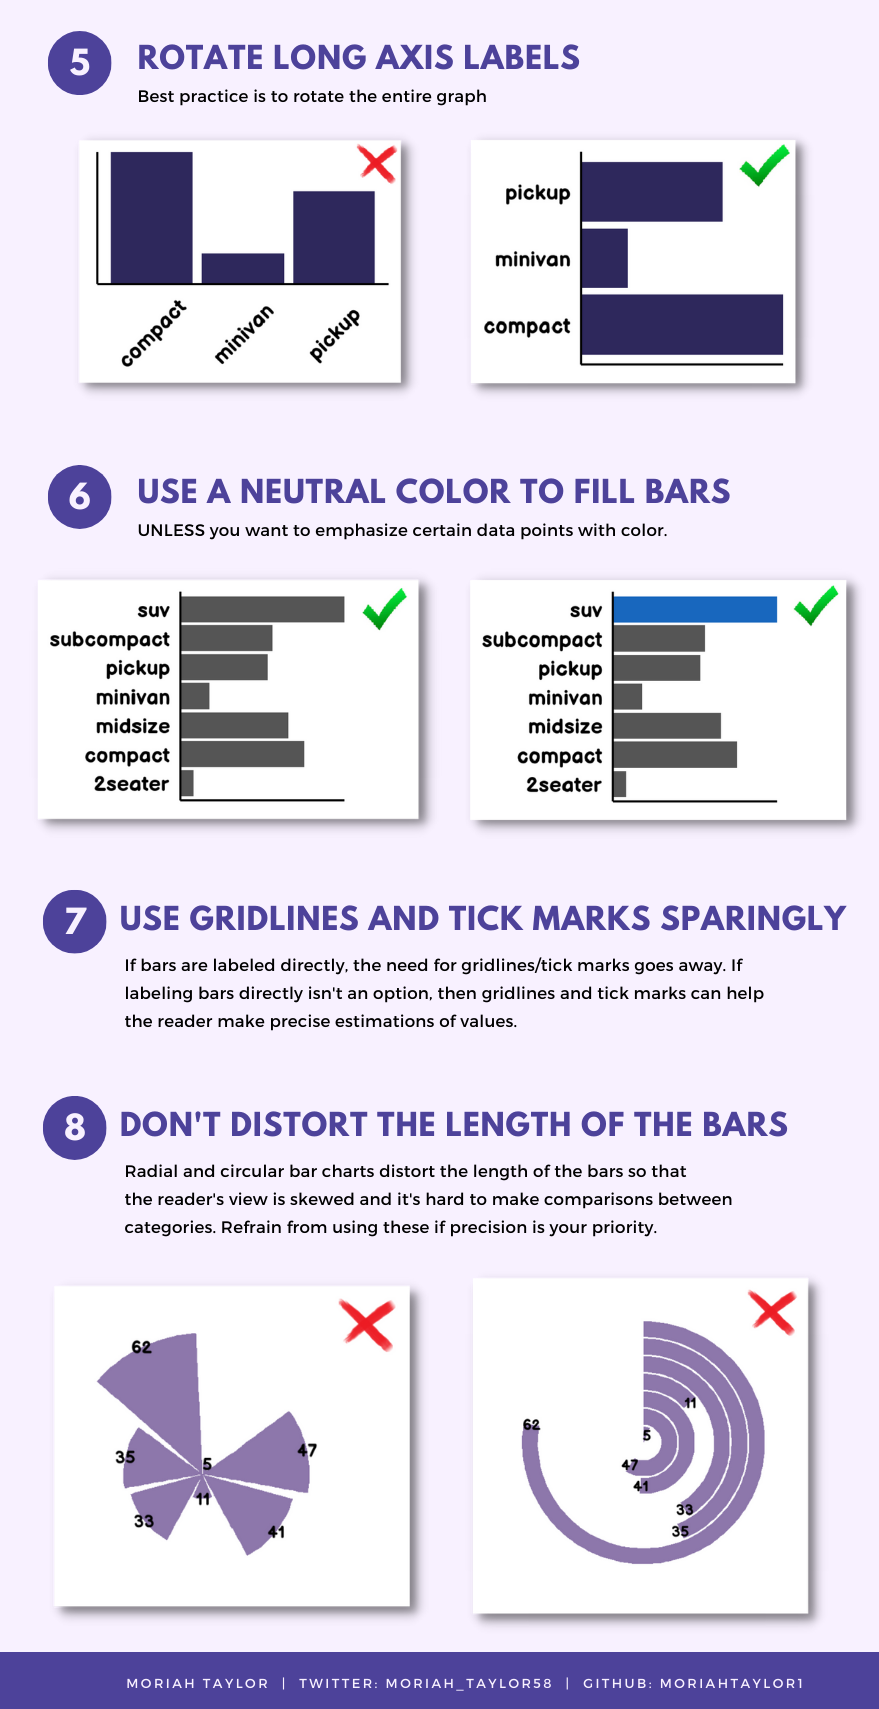 5
ROTATE LONG AXIS LABELS
Best practice is to rotate the entire graph
compact
minivan
pickup
pickup
minivan
compact
6
USE A NEUTRAL COLOR TO FILL BARS
UNLESS you want to emphasize certain data points with color.
suv
subcompact
pickup
minivan
midsize
compact
2seater
suv
subcompact
pickup
minivan
midsize
compact
2seater
7
USE GRIDLINES AND TICK MARKS SPARINGLY
If bars are labeled directly, the need for gridlines/tick marks goes away. If
labeling bars directly isn't an option, then gridlines and tick marks can help
the reader make precise estimations of values.
8
DON'T DISTORT THE LENGTH OF THE BARS
Radial and circular bar charts distort the length of the bars so that
the reader's view is skewed and it's hard to make comparisons between
categories. Refrain from using these if precision is your priority.
62
47
35
5
11
33
41
11
62
5
47
41
33
35
MORIAH TAYLOR | TWITTER: MORIAH_TAYLOR58 | GITHUB: MORIAHTAYLOR1